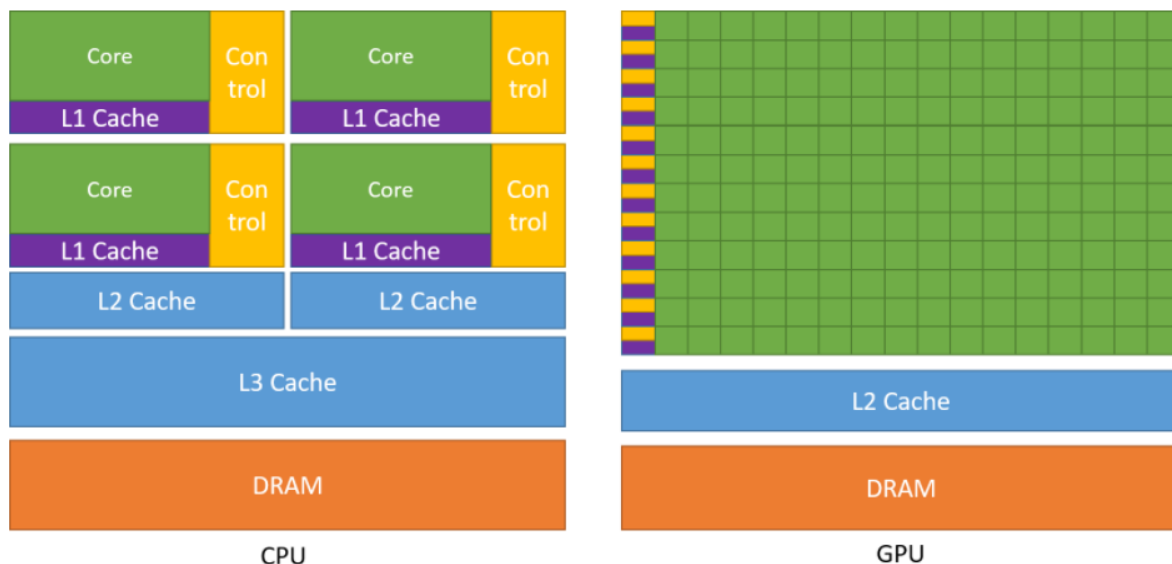 Core
Con
trol
L1 Cache
Core
Con
trol
L1 Cache
Core
Con
trol
L1 Cache
Core
Con
trol
L1 Cache
L2 Cache
L2 Cache
L3 Cache
DRAM
CPU
L2 Cache
DRAM
GPU